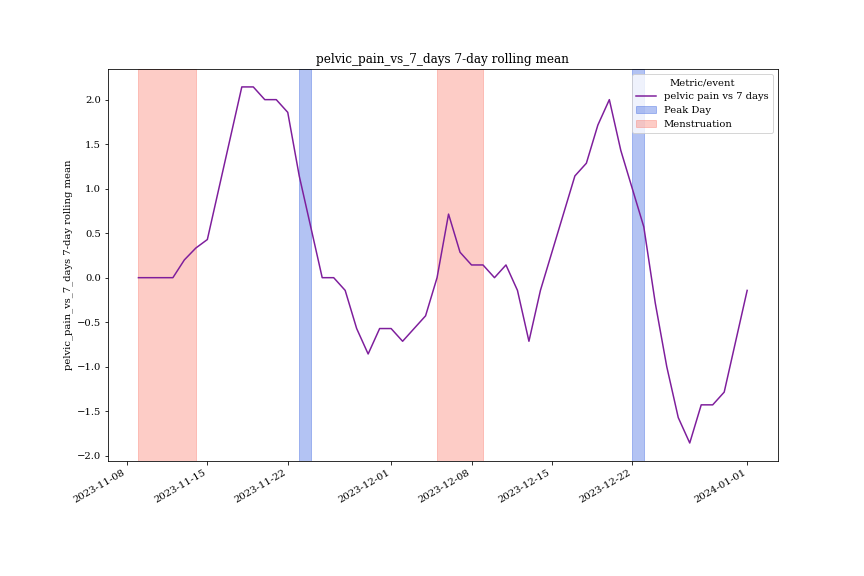 pelvic_pain_vs_7_days 7-day rolling mean
Metric/event
pelvic pain vs 7 days
Peak Day
Menstruation
pelvic_pain_vs_7_days 7-day rolling mean
2.0
1.5
1.0
0.5
0.0
−0.5
−1.0
−1.5
−2.0
2023-11-08
2023-11-15
2023-11-22
2023-12-01
2023-12-08
2023-12-15
2023-12-22
2024-01-01